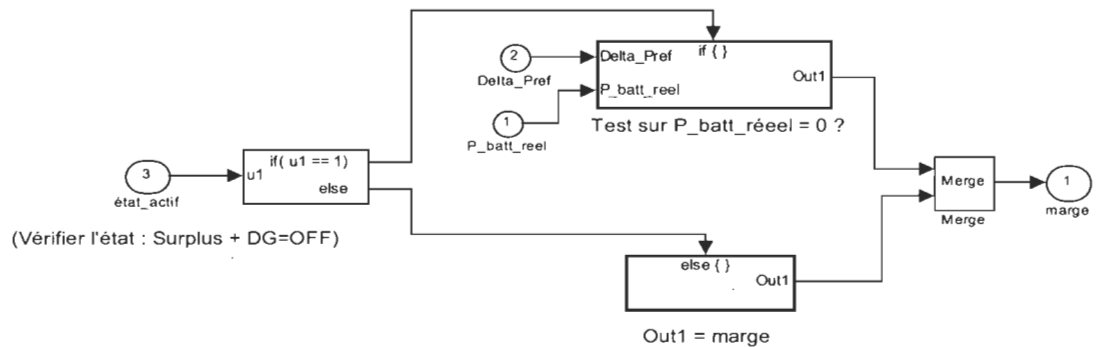 if { }
2
Delta_Pref
Delta_Pref
Out1
P_batt_reel
1
P_batt_reel
Test sur P_batt_réeel = 0 ?
3
état_actif
u1
if( u1 == 1)
else
(Vérifier l'état : Surplus + DG=OFF)
Merge
Merge
1
marge
else { }
Out1
Out1 = marge